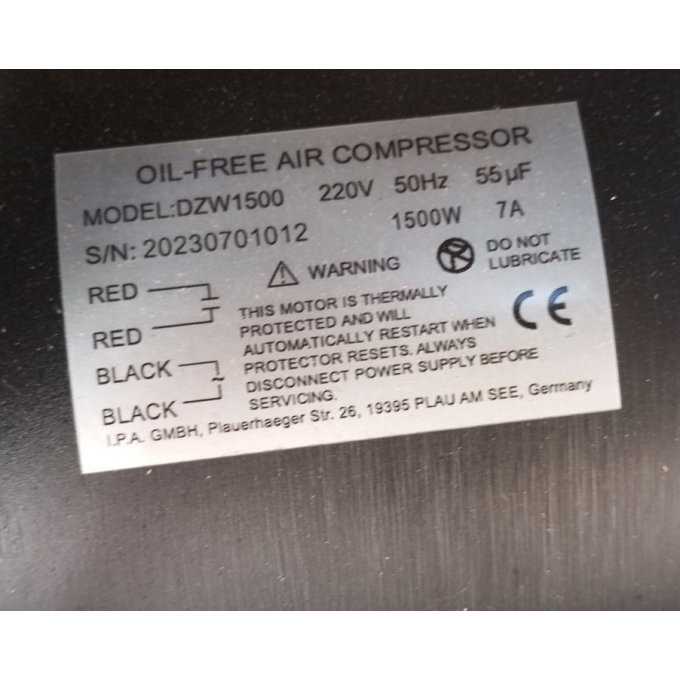 OIL-FREE AIR COMPRESSOR
MODEL:DZW1500 220V 50Hz 55µF
S/N: 20230701012 1500W 7A
WARNING
DO NOT
LUBRICATE
RED
RED
BLACK
BLACK
~
THIS MOTOR IS THERMALLY
PROTECTED AND WILL
AUTOMATICALLY RESTART WHEN
PROTECTOR RESETS. ALWAYS
DISCONNECT POWER SUPPLY BEFORE
SERVICING.
CE
I.P.A. GMBH, Plauerhaeger Str. 26, 19395 PLAU AM SEE, Germany